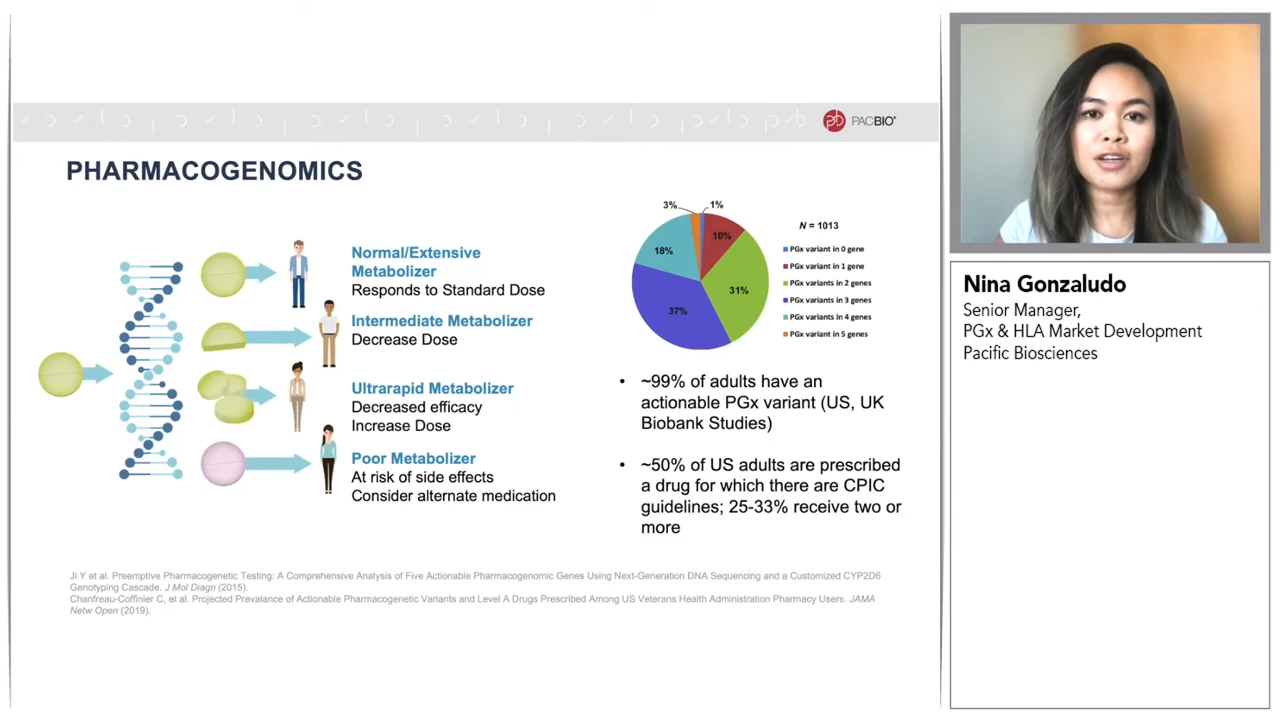 PACBIO®
PHARMACOGENOMICS
Normal/Extensive
Metabolizer
Responds to Standard Dose
Intermediate Metabolizer
Decrease Dose
Ultrarapid Metabolizer
Decreased efficacy
Increase Dose
Poor Metabolizer
At risk of side effects
Consider alternate medication
3%
1%
10%
18%
31%
37%
N = 1013
PGx variant in 0 gene
PGx variant in 1 gene
PGx variants in 2 genes
PGx variants in 3 genes
PGx variants in 4 genes
PGx variant in 5 genes
• ~99% of adults have an
actionable PGx variant (US, UK
Biobank Studies)
• ~50% of US adults are prescribed
a drug for which there are CPIC
guidelines; 25-33% receive two or
more
Ji Y et al. Preemptive Pharmacogenetic Testing: A Comprehensive Analysis of Five Actionable Pharmacogenomic Genes Using Next-Generation DNA Sequencing and a Customized CYP2D6
Genotyping Cascade. J Mol Diagn (2015).
Chanfreau-Coffinier C, et al. Projected Prevalance of Actionable Pharmacogenetic Variants and Level A Drugs Prescribed Among US Veterans Health Administration Pharmacy Users. JAMA
Netw Open (2019).
Nina Gonzaludo
Senior Manager,
PGx & HLA Market Development
Pacific Biosciences